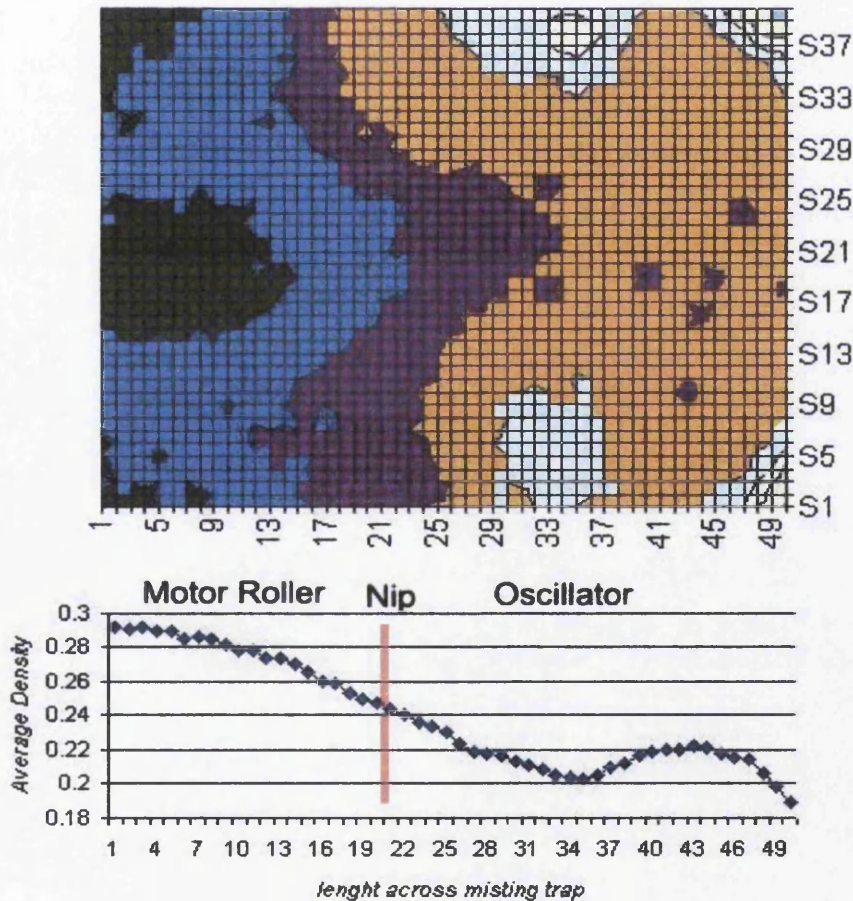 S37
S33
S29
S25
S21
S17
S13
S9
S5
S1
1 5 9 13 17 21 25 29 33 37 41 45 49
Motor Roller Nip Oscillator
0.3
0.28
0.26
0.24
0.22
0.2
0.18
Average Density
1 4 7 10 13 16 19 22 25 28 31 34 37 40 43 46 49
lenght across misting trap